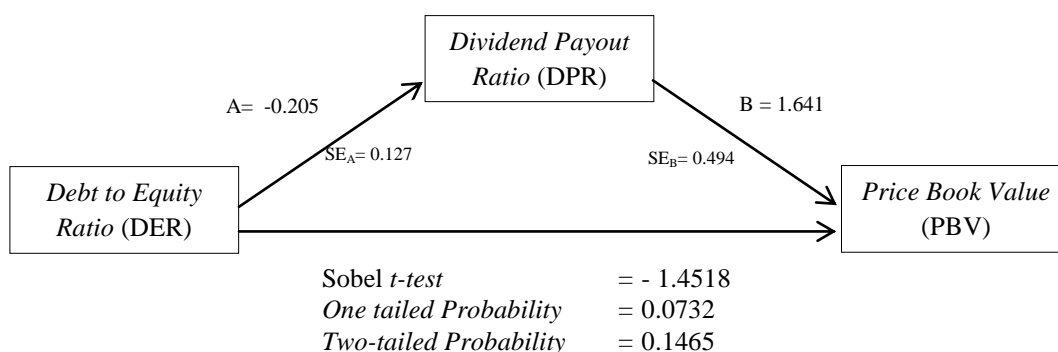 Dividend Payout
Ratio (DPR)
A= -0.205
B = 1.641
SEA= 0.127
SEB= 0.494
Debt to Equity
Ratio (DER)
Price Book Value
(PBV)
Sobel t-test = - 1.4518
One tailed Probability = 0.0732
Two-tailed Probability = 0.1465